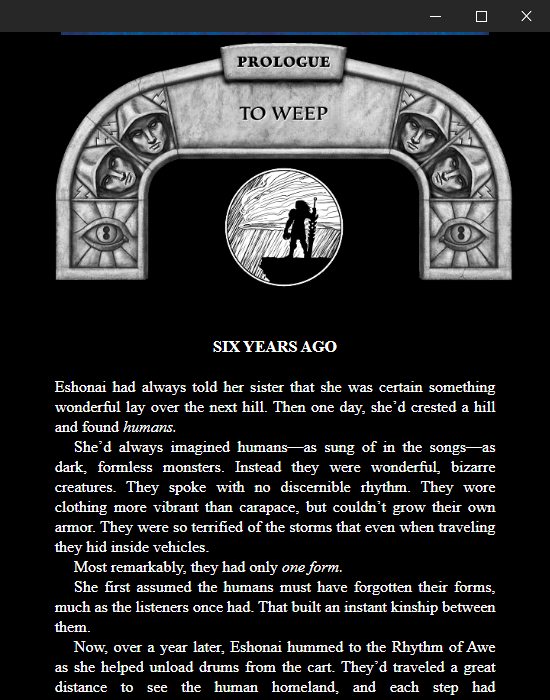 PROLOGUE
TO WEEP
SIX YEARS AGO
Eshonai had always told her sister that she was certain something
wonderful lay over the next hill. Then one day, she’d crested a hill
and found humans.
She’d always imagined humans—as sung of in the songs—as
dark, formless monsters. Instead they were wonderful, bizarre
creatures. They spoke with no discernible rhythm. They wore
clothing more vibrant than carapace, but couldn’t grow their own
armor. They were so terrified of the storms that even when traveling
they hid inside vehicles.
Most remarkably, they had only one form.
She first assumed the humans must have forgotten their forms,
much as the listeners once had. That built an instant kinship between
them.
Now, over a year later, Eshonai hummed to the Rhythm of Awe
as she helped unload drums from the cart. They’d traveled a great
distance to see the human homeland, and each step had